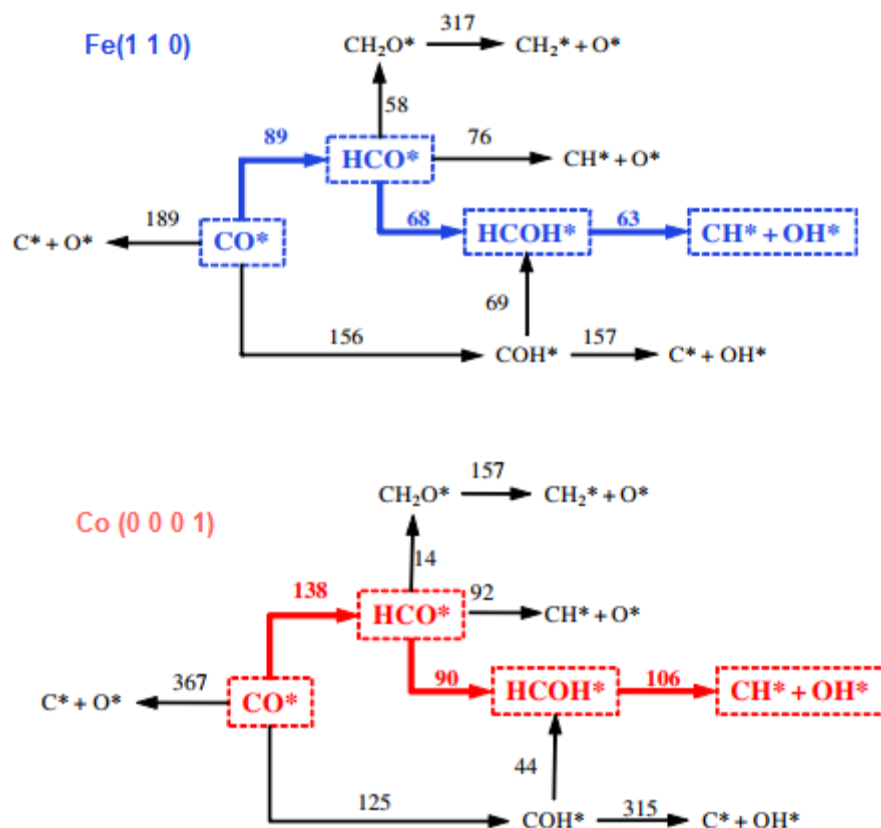 317
CH₂O* CH₂* + O*
Fe(1 1 0)
58
89 76
HCO* CH* + O*
189 68 63
C* + O* CO* HCOH* CH* + OH*
69
156 157
COH* C* + OH*
157
CH₂O* CH₂* + O*
Co (0 0 0 1)
14
138 92
HCO* CH* + O*
367 90 106
C* + O* CO* HCOH* CH* + OH*
44
125 315
COH* C* + OH*